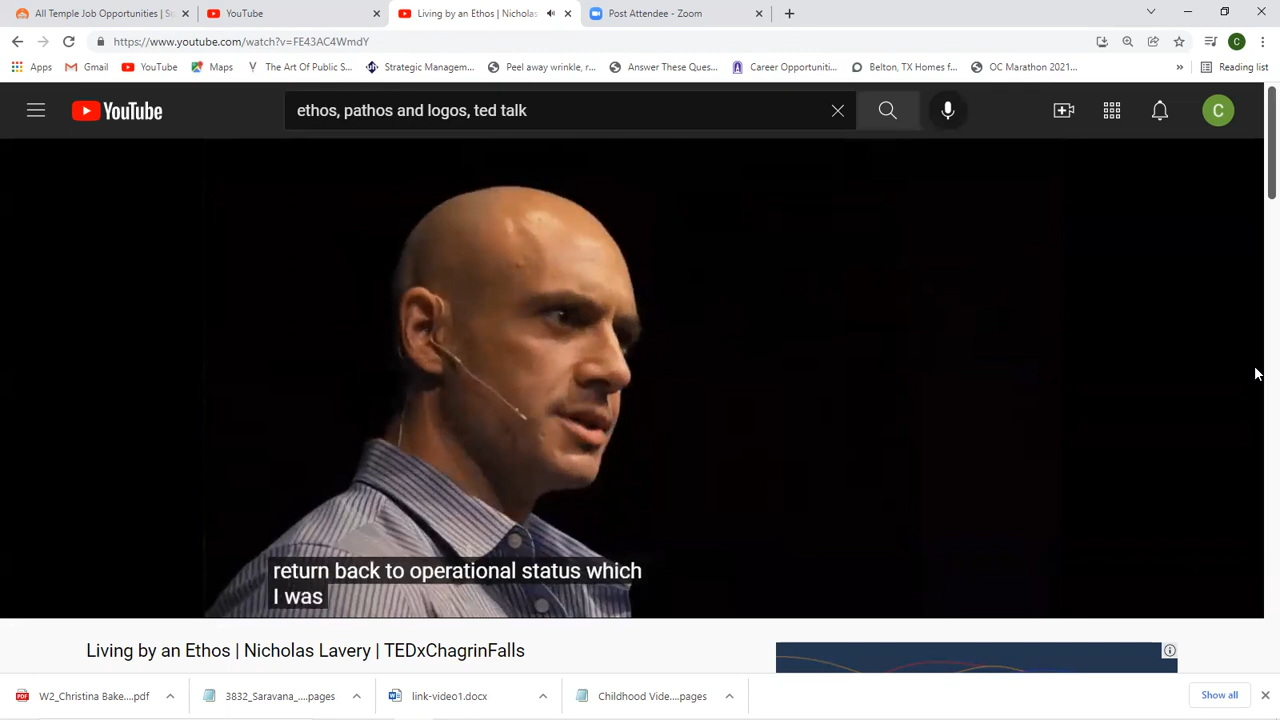 All Temple Job Opportunities | Sk
YouTube
Living by an Ethos | Nicholas
Post Attendee - Zoom
https://www.youtube.com/watch?v=FE43AC4WmdY
C
Apps
Gmail
YouTube
Maps
The Art Of Public S...
Strategic Managem...
Peel away wrinkle, r...
Answer These Que...
Career Opportuniti...
Belton, TX Homes f...
OC Marathon 2021...
»
Reading list
YouTube
ethos, pathos and logos, ted talk
C
return back to operational status which
I was
Living by an Ethos | Nicholas Lavery | TEDxChagrinFalls
W2_Christina Bake....pdf
3832_Saravana_....pages
link-video1.docx
Childhood Vide....pages
Show all